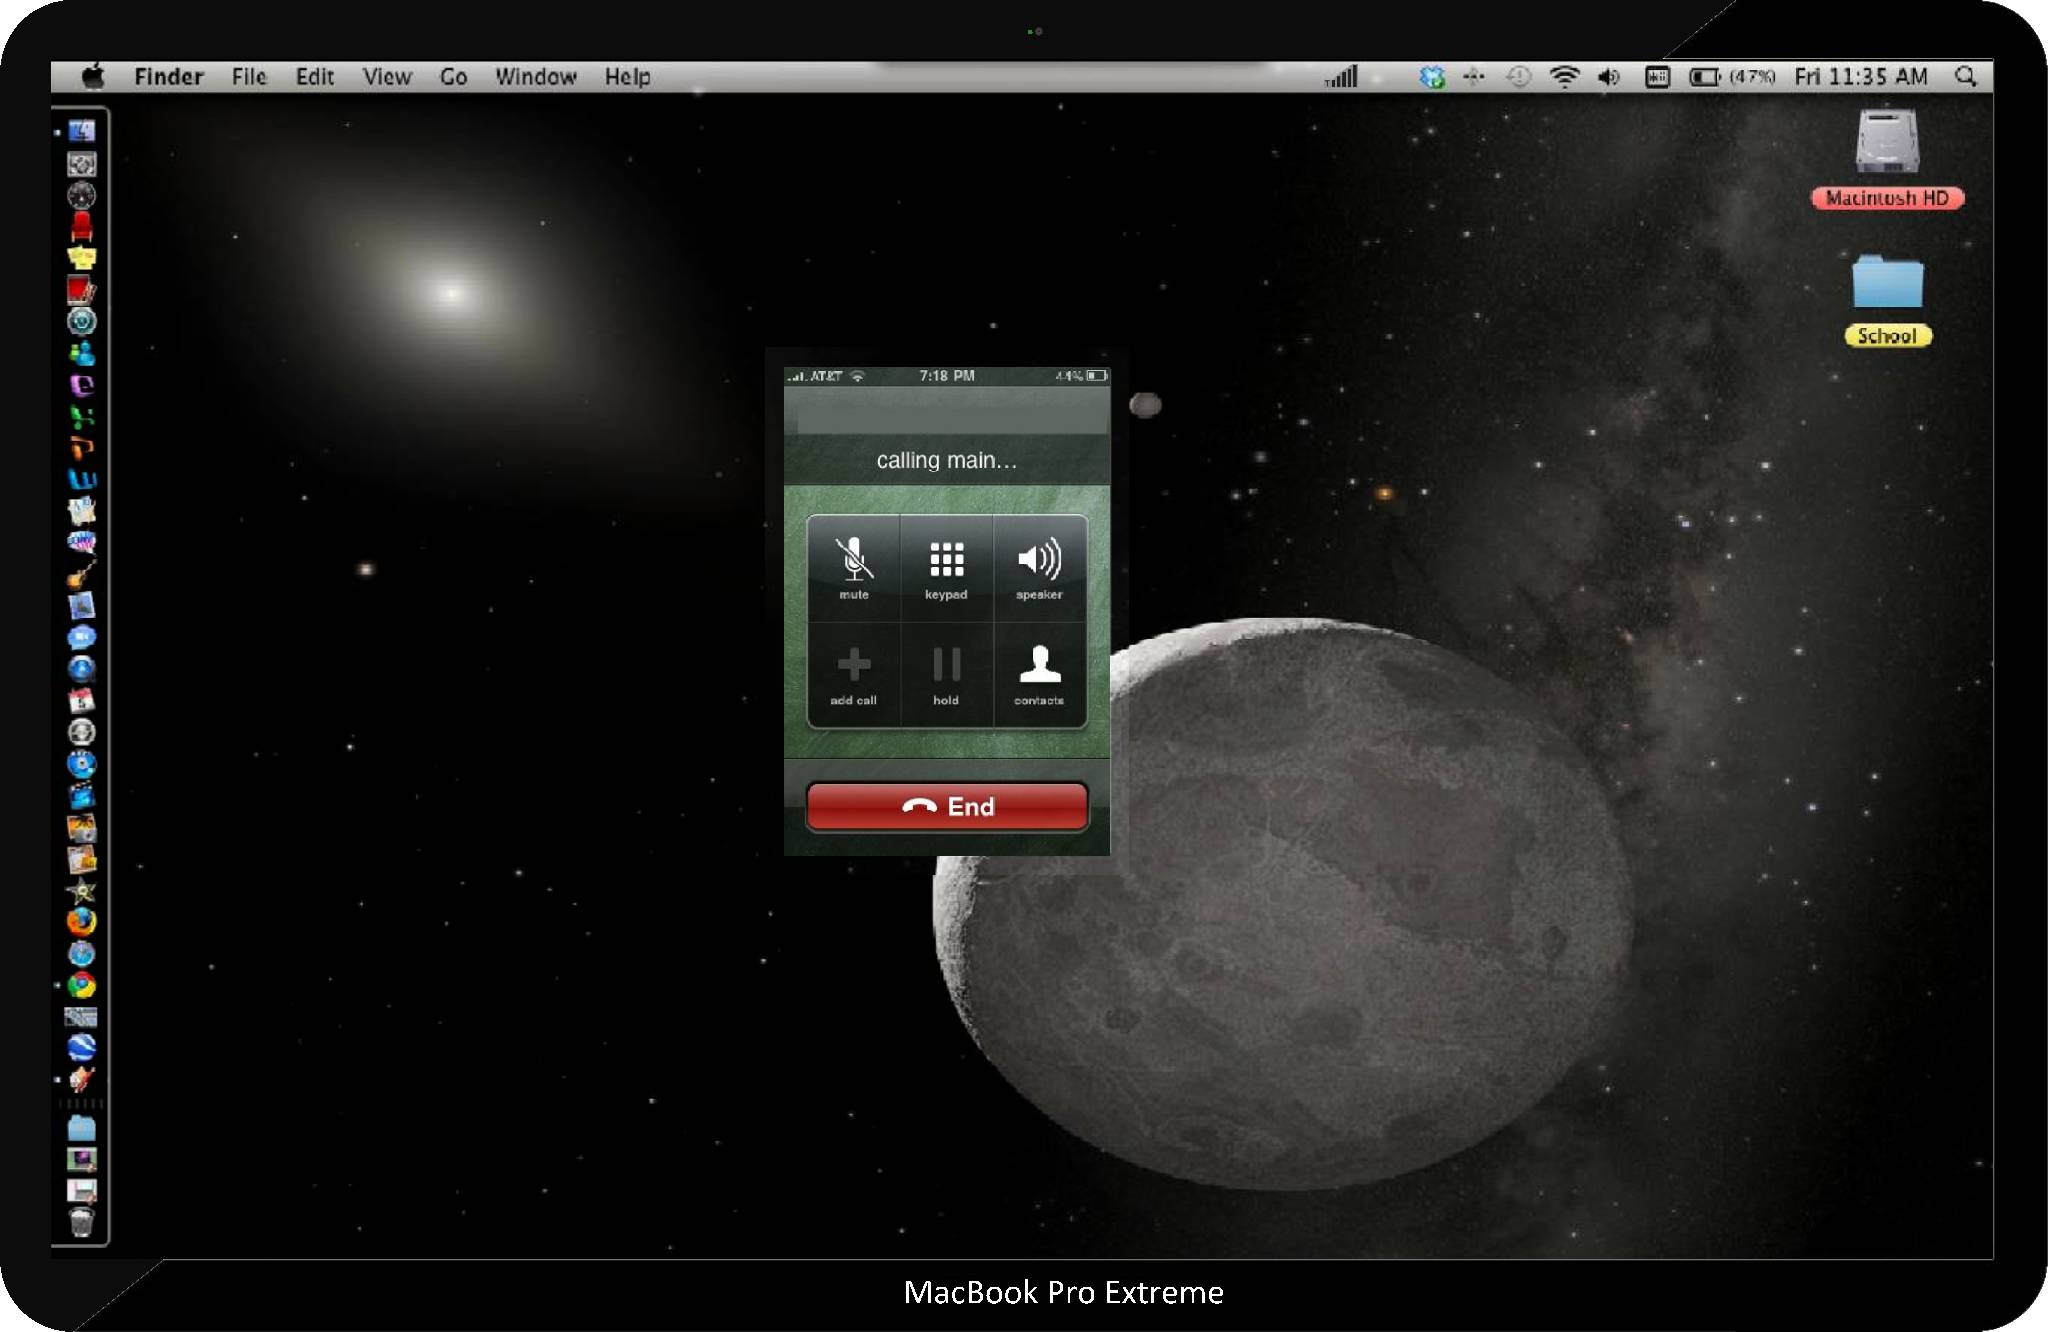 Finder File Edit View Go Window Help (47%) Fri 11:35 AM
Macintosh HD
School
AT&T 7:18 PM 44%
calling main...
mute keypad speaker
add call hold contacts
End
MacBook Pro Extreme